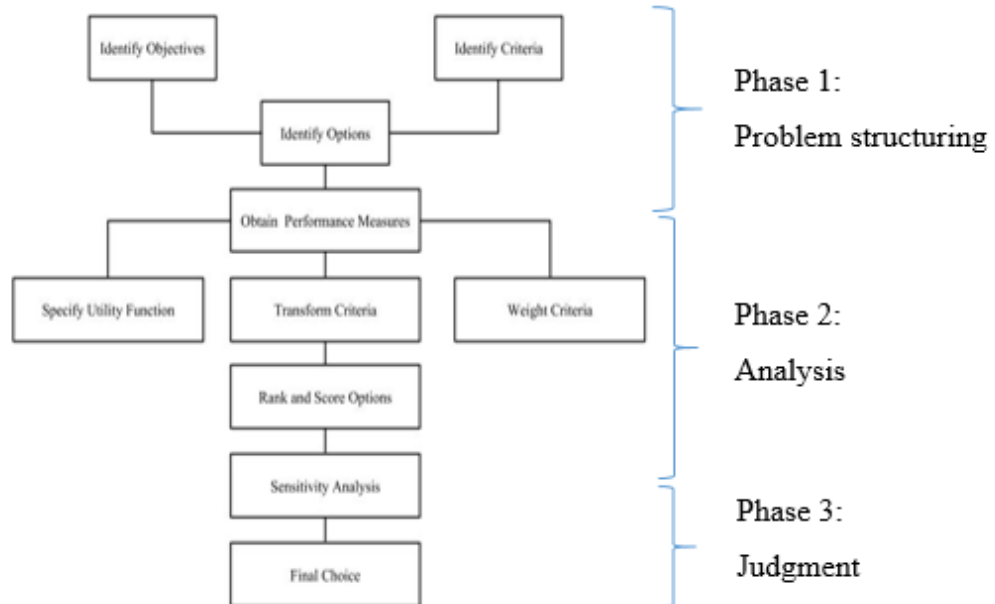 Identify Objectives
Identify Criteria
Identify Options
Phase 1:
Problem structuring
Obtain Performance Measures
Specify Utility Function
Transform Criteria
Weight Criteria
Rank and Score Options
Phase 2:
Analysis
Sensitivity Analysis
Final Choice
Phase 3:
Judgment